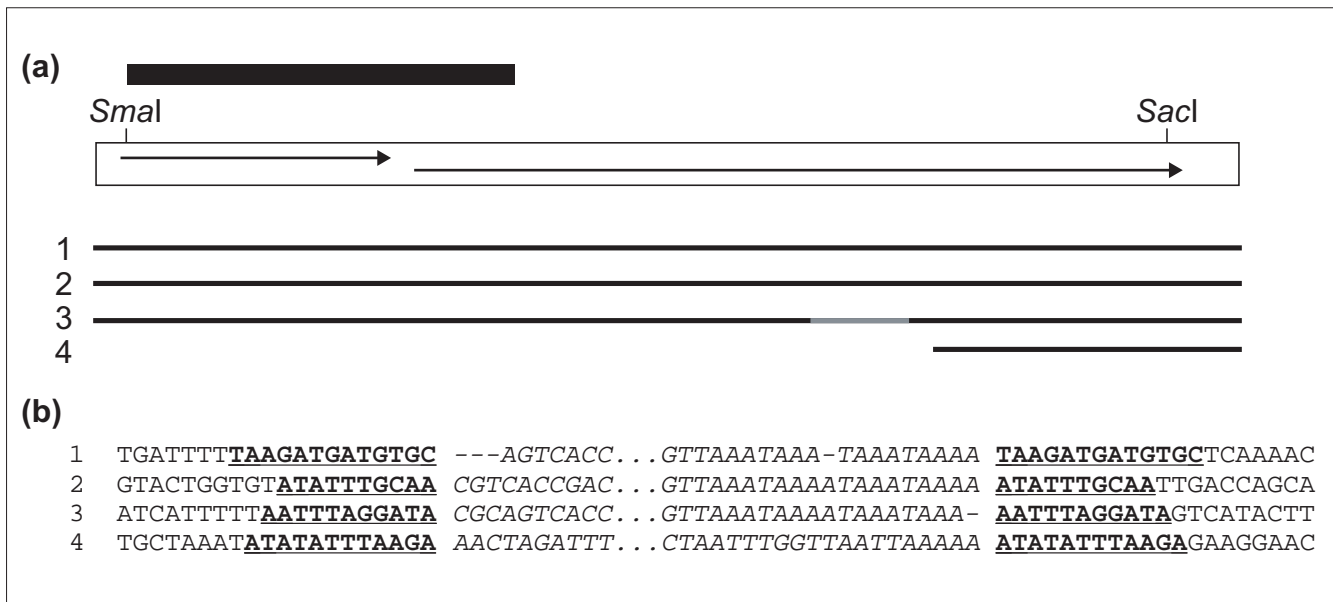 (a)
SmaI SacI
1
2
3
4
(b)
1 TGATTTTTAAGATGATGTGC ---AGTCACC...GTTAAATAAA-TAAATAAAA TAAGATGATGTGCTCAAAAC
2 GTACTGGTGTATATTTGCAA CGTCACCGAC...GTTAAATAAATAAATAAAA ATATTTGCAATTGACCAGCA
3 ATCATTTTTAATTTAGGATA CGCAGTCACC...GTTAAATAAAATAAATAAA- AATTTAGGATAGTCATACTT
4 TGCTAAATATATATTTAAGA AACTAGATTT...CTAATTTGGTTAATTAAAAA ATATATTTAAGAGAAGGAAC